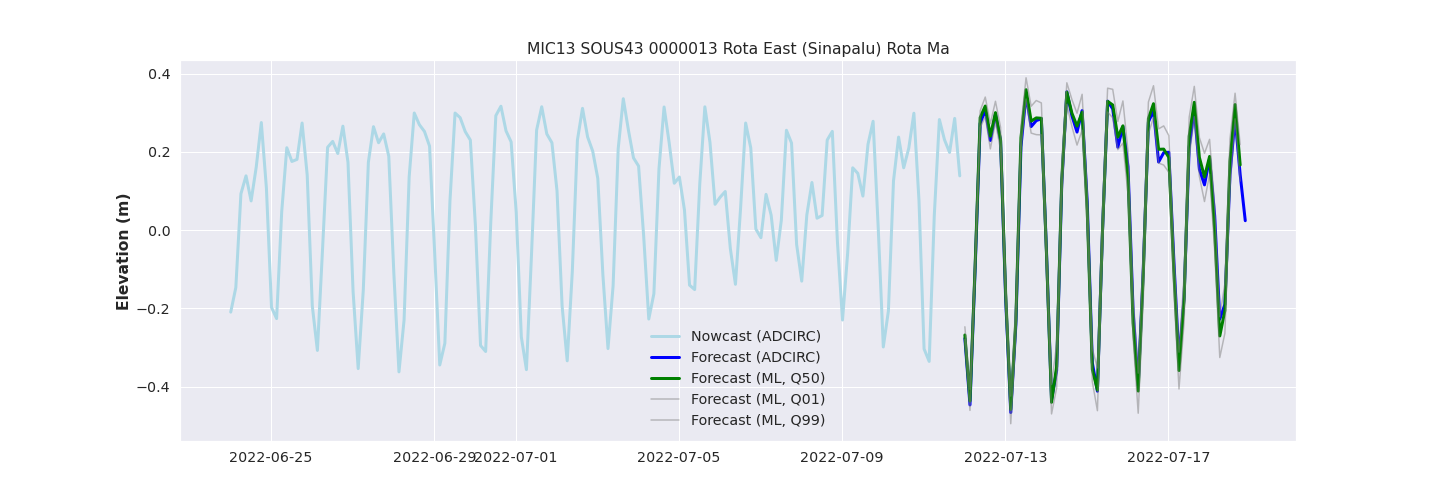 MIC13 SOUS43 0000013 Rota East (Sinapalu) Rota Ma
Elevation (m)
0.4
0.2
0.0
−0.2
−0.4
Nowcast (ADCIRC)
Forecast (ADCIRC)
Forecast (ML, Q50)
Forecast (ML, Q01)
Forecast (ML, Q99)
2022-06-25 2022-06-29 2022-07-01 2022-07-05 2022-07-09 2022-07-13 2022-07-17